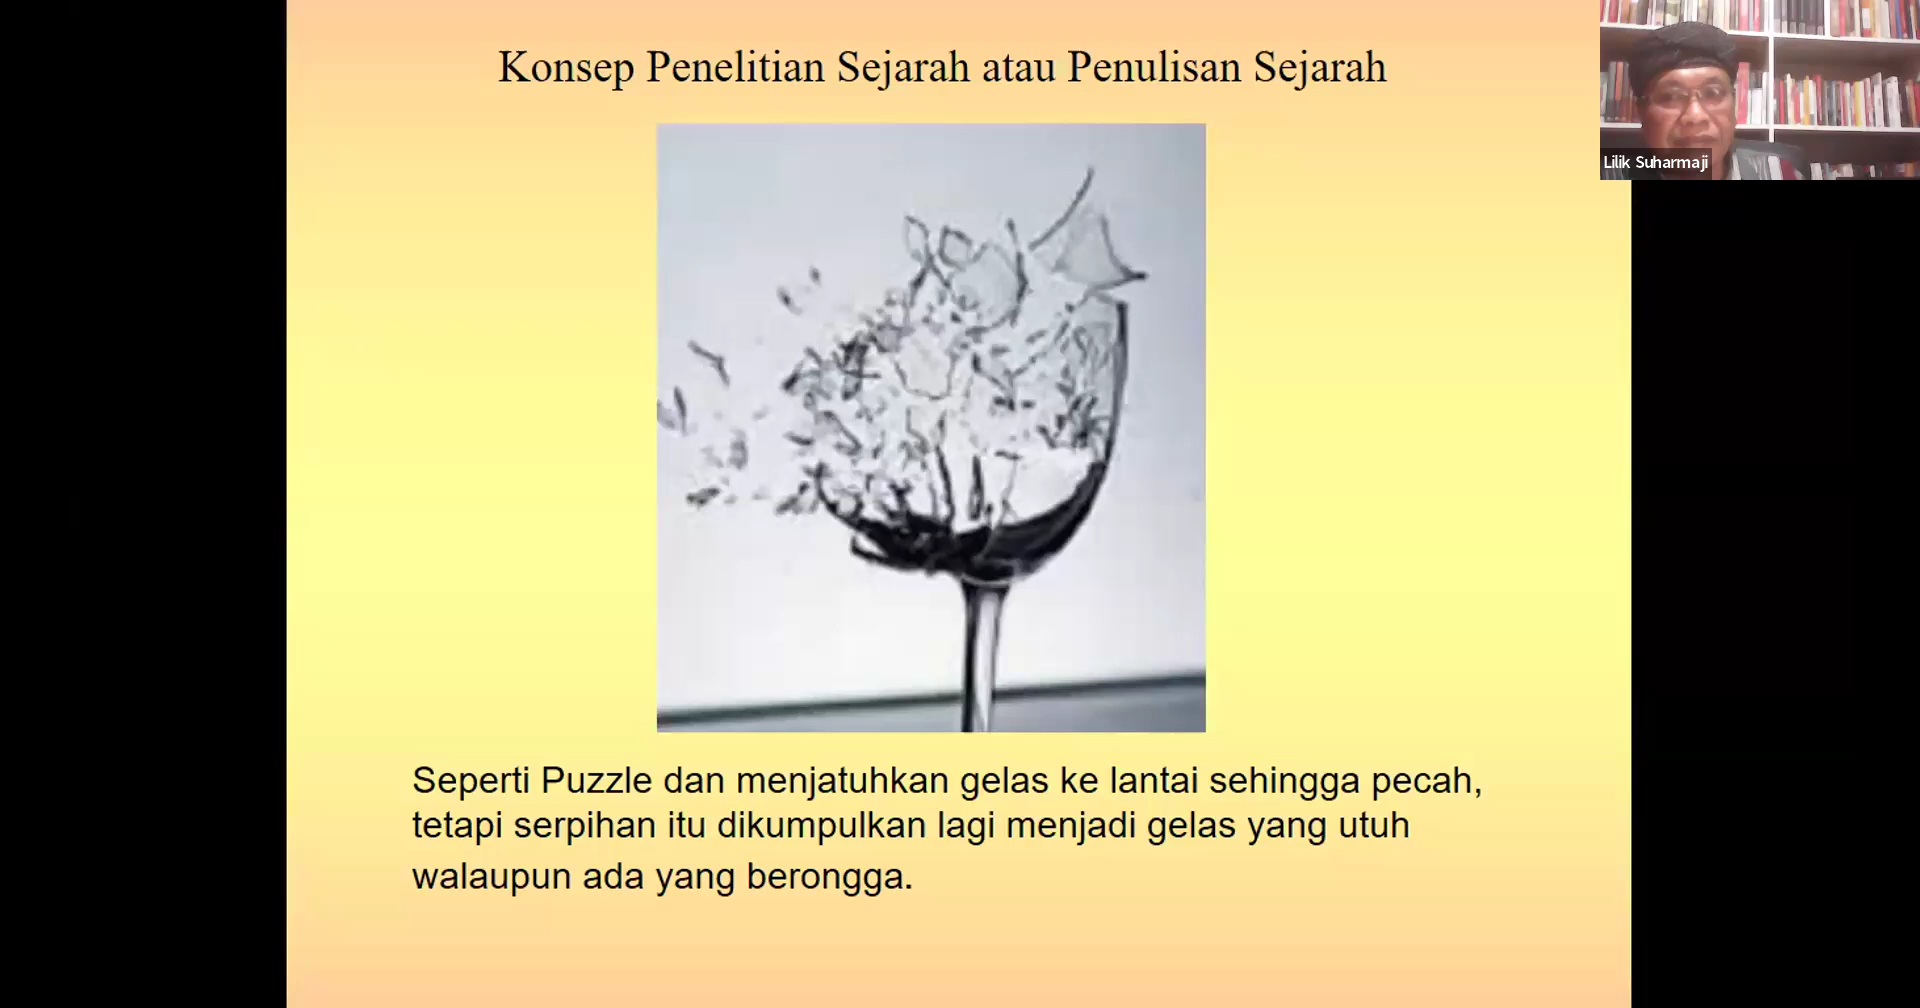 Konsep Penelitian Sejarah atau Penulisan Sejarah
Lilik Suharmaji
Seperti Puzzle dan menjatuhkan gelas ke lantai sehingga pecah,
tetapi serpihan itu dikumpulkan lagi menjadi gelas yang utuh
walaupun ada yang berongga.